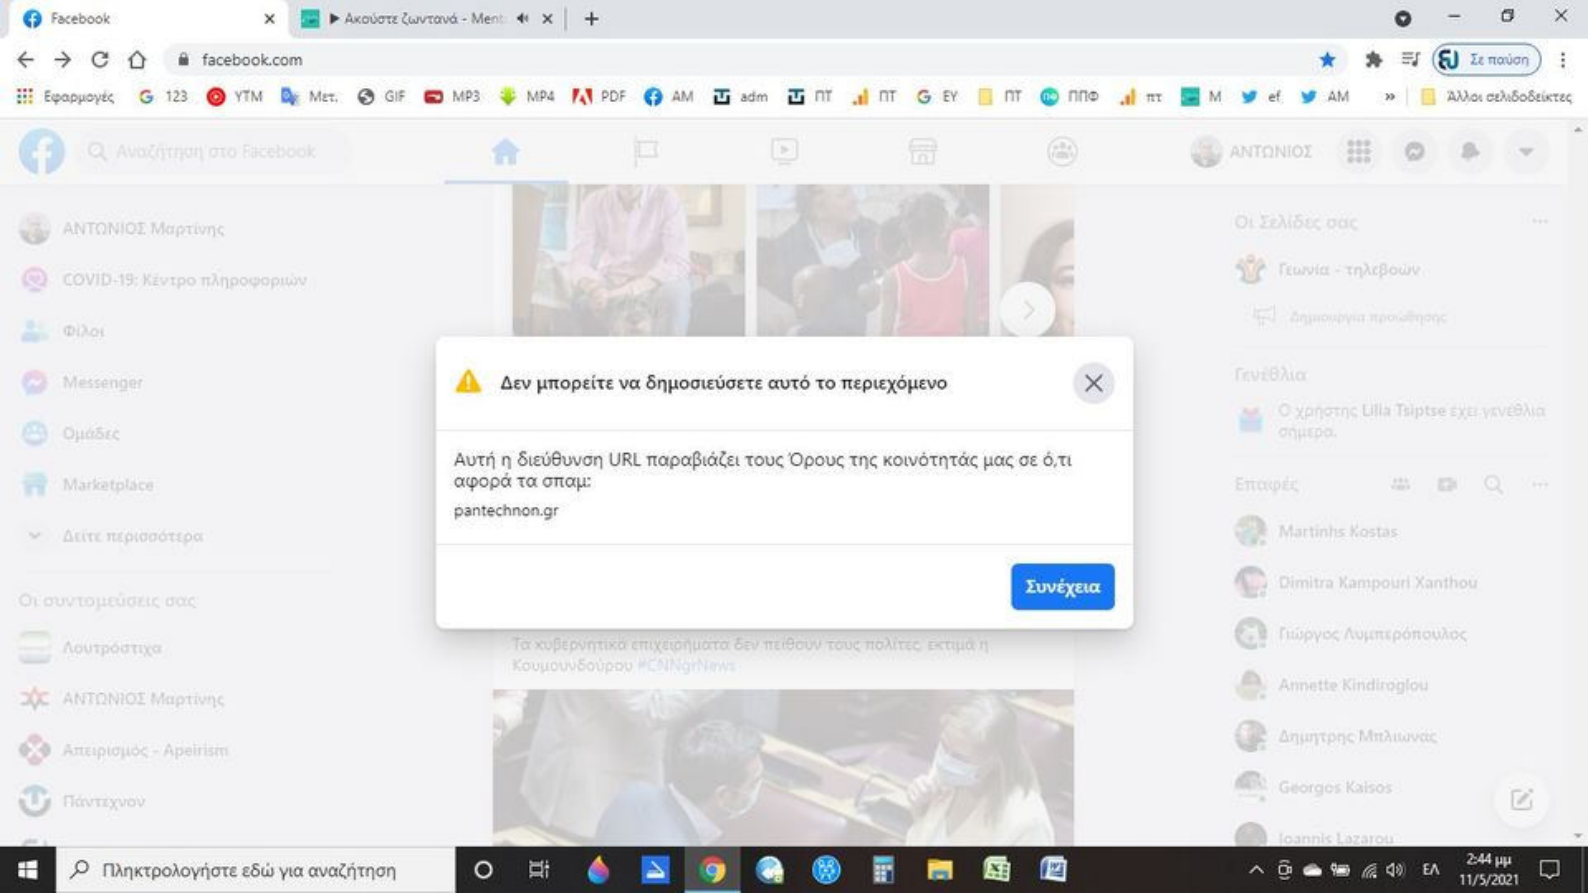 Facebook
Ακούστε ζωντανά - Ment
facebook.com
Σε παύση
Εφαρμογές 123 YTM Μετ. GIF MP3 MP4 PDF AM adm ΠΤ ΠΤ ΕΥ ΠΤ ΠΠΦ πτ Μ ef AM » Άλλοι σελιδοδείκτες
Αναζήτηση στο Facebook
ΑΝΤΩΝΙΟΣ
ΑΝΤΩΝΙΟΣ Μαρτίνης
COVID-19: Κέντρο πληροφοριών
Φίλοι
Messenger
Ομάδες
Marketplace
Δείτε περισσότερα
Οι συντομεύσεις σας
Λουτρόστιχα
ΑΝΤΩΝΙΟΣ Μαρτίνης
Απειρισμός - Apeirism
Πάντεχνον
Δεν μπορείτε να δημοσιεύσετε αυτό το περιεχόμενο
Αυτή η διεύθυνση URL παραβιάζει τους Όρους της κοινότητάς μας σε ό,τι
αφορά τα σπαμ:
pantechnon.gr
Συνέχεια
Τα κυβερνητικά επιχειρήματα δεν πείθουν τους πολίτες, εκτιμά η
Κουμουνδούρου #CNNgrNews
Οι Σελίδες σας
Γεωνία - τηλεβοών
Δημιουργία προώθησης
Γενέθλια
Ο χρήστης Lilia Tsiptse έχει γενέθλια
σήμερα.
Επαφές
Martinhs Kostas
Dimitra Kampouri Xanthou
Γιώργος Λυμπερόπουλος
Annette Kindiroglou
Δημητρης Μπλιωνας
Georgos Kaisos
Ioannis Lazarou
Πληκτρολογήστε εδώ για αναζήτηση
ΕΛ
2:44 μμ
11/5/2021